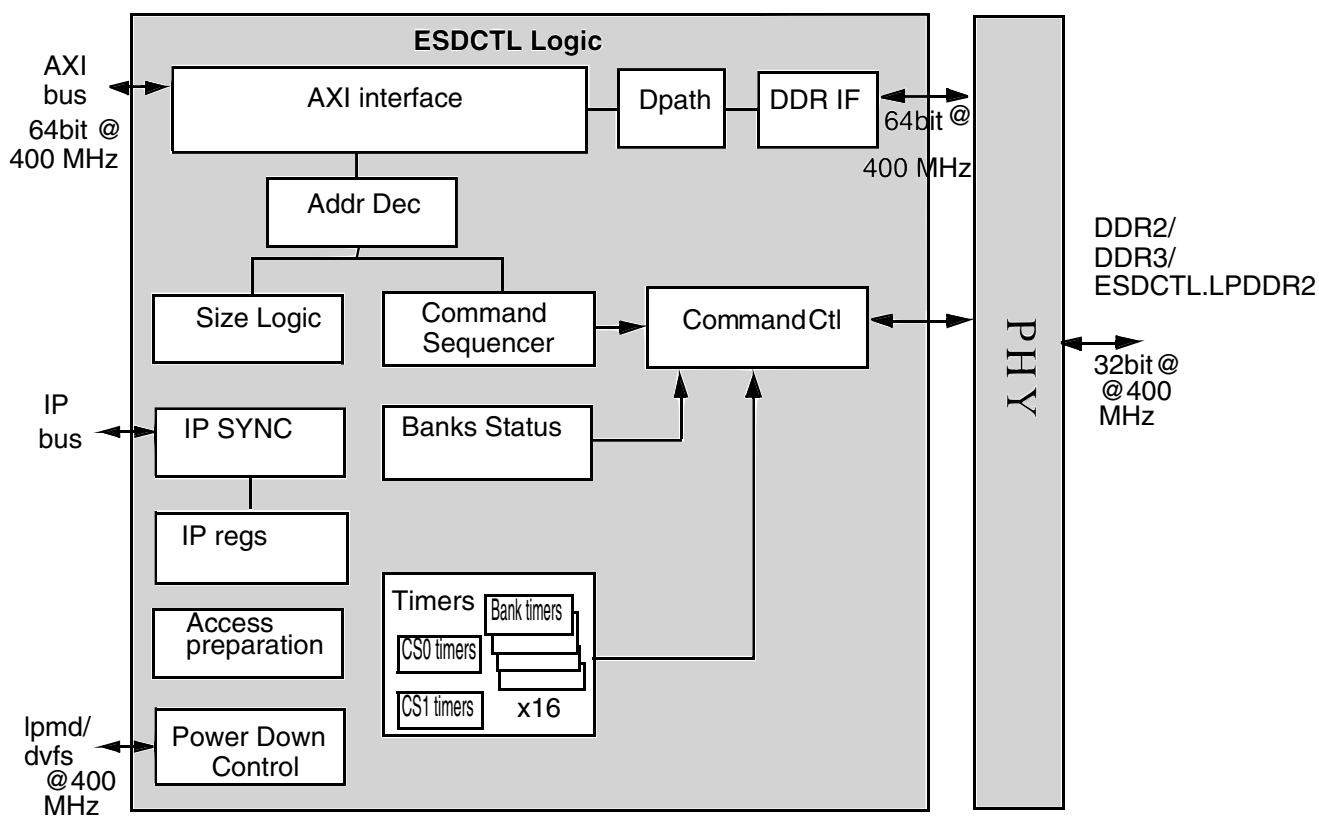 ESDCTL Logic
AXI
bus
64bit @
400 MHz
AXI interface
Dpath
DDR IF
64bit @
400 MHz
Addr Dec
Size Logic
Command
Sequencer
CommandCtl
PHY
DDR2/
DDR3/
ESDCTL.LPDDR2
32bit @
@400
MHz
IP
bus
IP SYNC
Banks Status
IP regs
Access
preparation
Timers
Bank timers
CS0 timers
CS1 timers
x16
lpmd/
dvfs
@400
MHz
Power Down
Control